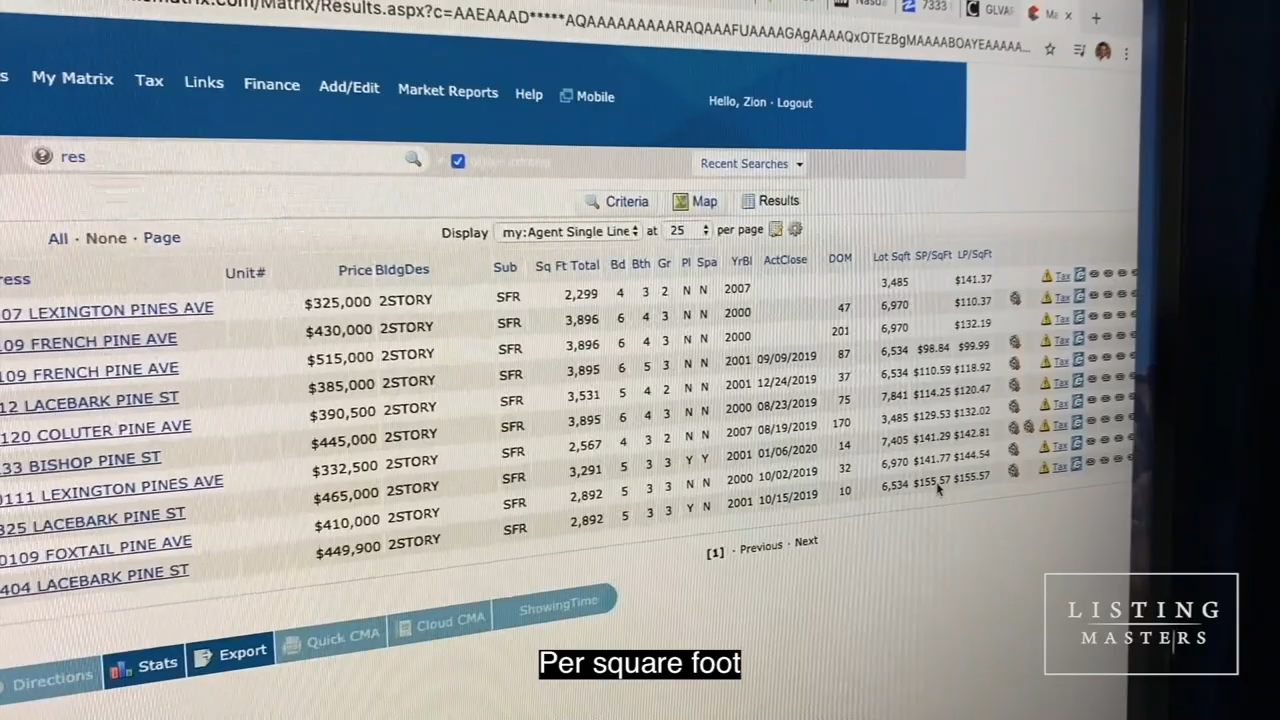 Matrix/Results.aspx?c=AAEAAAD*****AQAAAAAAAAARAQAAAFUAAAAGAgAAAAQxOTEzBgMAAAABOAYEAAAAA...
7333 GLVAR Ma
s My Matrix Tax Links Finance Add/Edit Market Reports Help Mobile Hello, Zion · Logout
res Recent Searches
Criteria Map Results
All · None · Page Display my:Agent Single Line at 25 per page
ress Unit# Price BldgDes Sub Sq Ft Total Bd Bth Gr Pl Spa YrBl ActClose DOM Lot Sqft SP/SqFt LP/SqFt
07 LEXINGTON PINES AVE $325,000 2STORY SFR 2,299 4 3 2 N N 2007 3,485 $141.37 Tax
109 FRENCH PINE AVE $430,000 2STORY SFR 3,896 6 4 3 N N 2000 47 6,970 $110.37 Tax
109 FRENCH PINE AVE $515,000 2STORY SFR 3,896 6 4 3 N N 2000 201 6,970 $132.19 Tax
12 LACEBARK PINE ST $385,000 2STORY SFR 3,895 6 5 3 N N 2001 09/09/2019 87 6,534 $98.84 $99.99 Tax
120 COLUTER PINE AVE $390,500 2STORY SFR 3,531 5 4 2 N N 2001 12/24/2019 37 6,534 $110.59 $118.92 Tax
33 BISHOP PINE ST $445,000 2STORY SFR 3,895 6 4 3 N N 2000 08/23/2019 75 7,841 $114.25 $120.47 Tax
0111 LEXINGTON PINES AVE $332,500 2STORY SFR 2,567 4 3 2 N N 2007 08/19/2019 170 3,485 $129.53 $132.02 Tax
325 LACEBARK PINE ST $465,000 2STORY SFR 3,291 5 3 3 Y Y 2001 01/06/2020 14 7,405 $141.29 $142.81 Tax
0109 FOXTAIL PINE AVE $410,000 2STORY SFR 2,892 5 3 3 N N 2000 10/02/2019 32 6,970 $141.77 $144.54 Tax
404 LACEBARK PINE ST $449,900 2STORY SFR 2,892 5 3 3 Y N 2001 10/15/2019 10 6,534 $155.57 $155.57 Tax
[1] · Previous · Next
Directions Stats Export Quick CMA Cloud CMA ShowingTime
Per square foot
LISTING
MASTERS